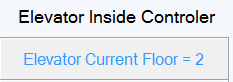 Elevator Inside Controler
Elevator Current Floor = 2